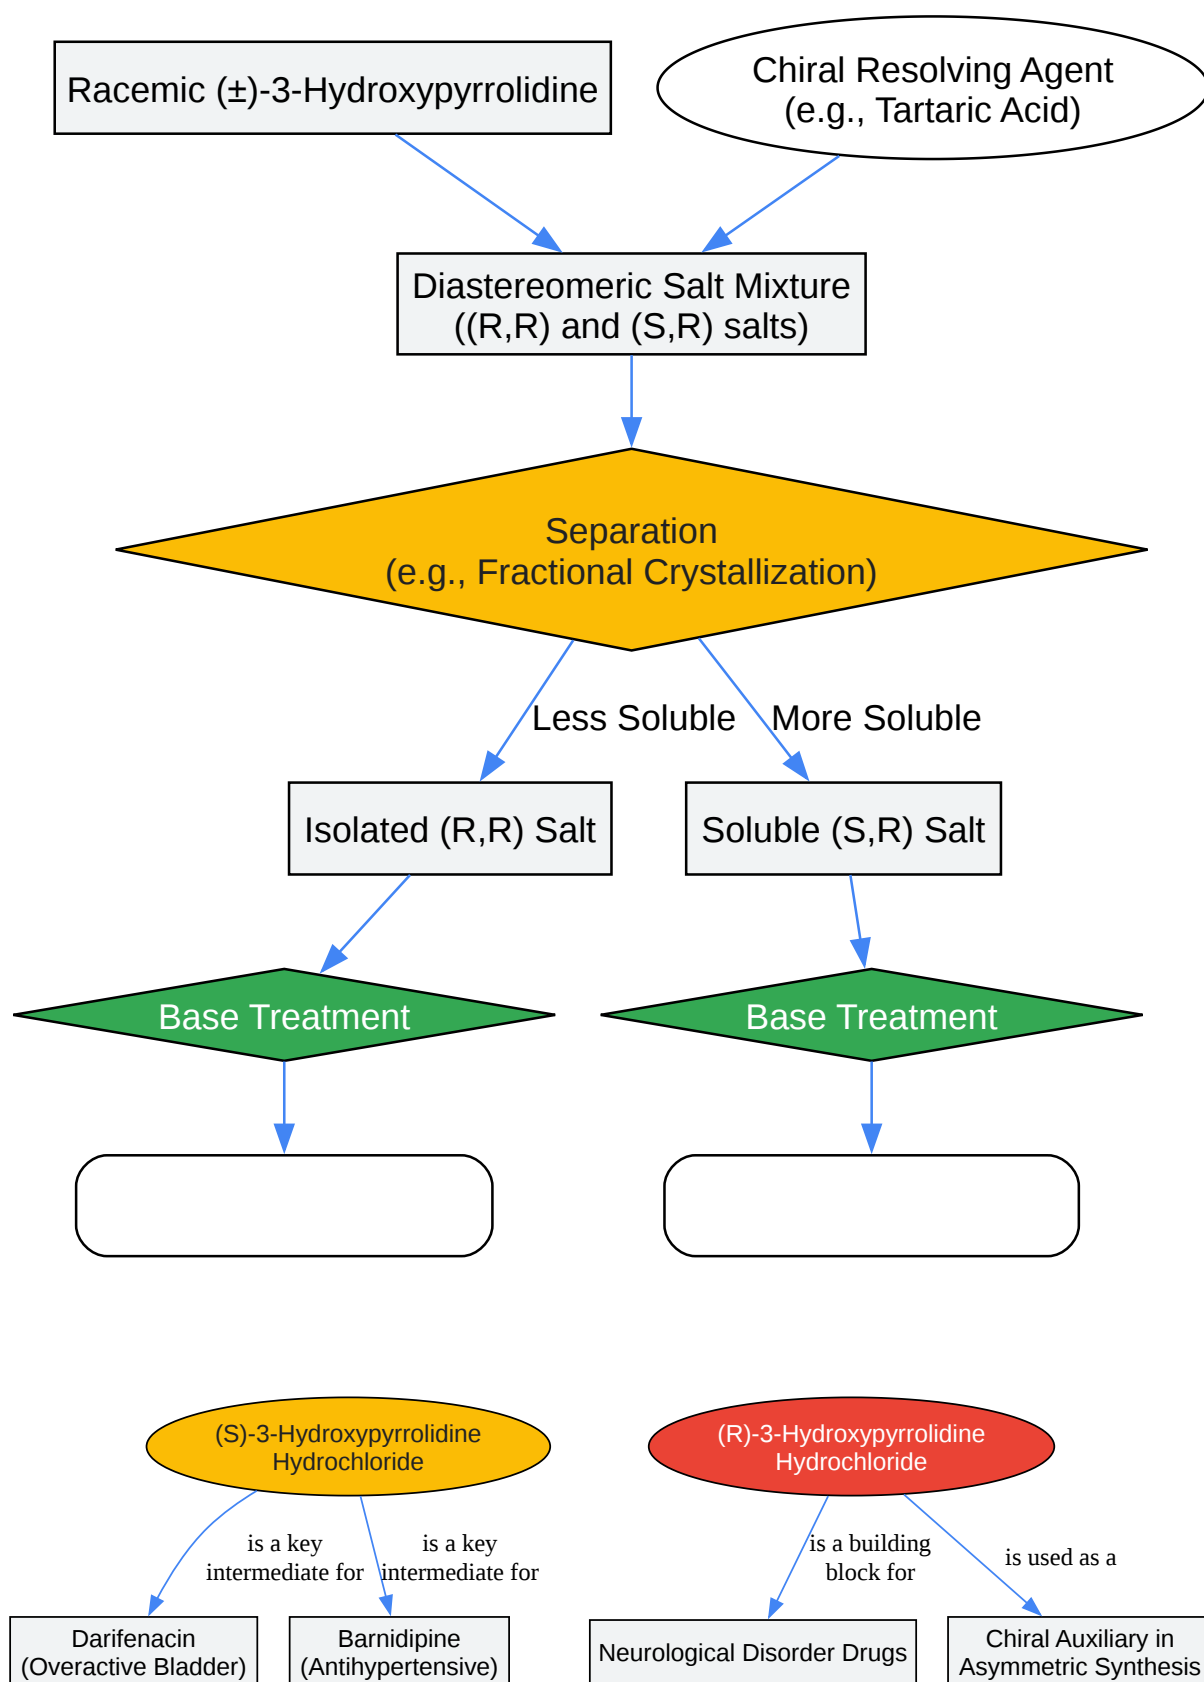 Racemic (±)-3-Hydroxypyrrolidine
Chiral Resolving Agent
(e.g., Tartaric Acid)
Diastereomeric Salt Mixture
((R,R) and (S,R) salts)
Separation
(e.g., Fractional Crystallization)
Less Soluble
More Soluble
Isolated (R,R) Salt
Soluble (S,R) Salt
Base Treatment
Base Treatment
(S)-3-Hydroxypyrrolidine
Hydrochloride
(R)-3-Hydroxypyrrolidine
Hydrochloride
is a key
intermediate for
is a key
intermediate for
is a building
block for
is used as a
Darifenacin
(Overactive Bladder)
Barnidipine
(Antihypertensive)
Neurological Disorder Drugs
Chiral Auxiliary in
Asymmetric Synthesis